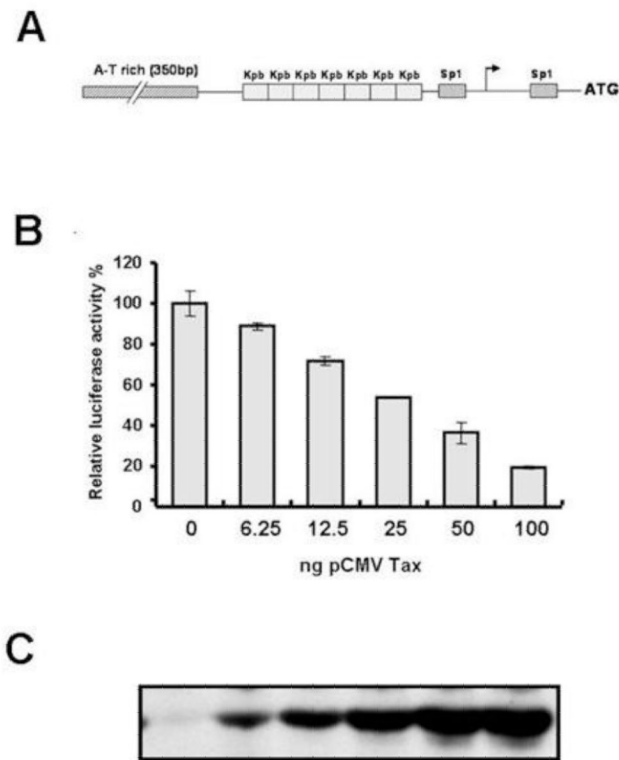 A
A-T rich (350bp)
Kpb Kpb Kpb Kpb Kpb Kpb Kpb
Sp1
Sp1
ATG
B
Relative luciferase activity %
120
100
80
60
40
20
0
0 6.25 12.5 25 50 100
ng pCMV Tax
C